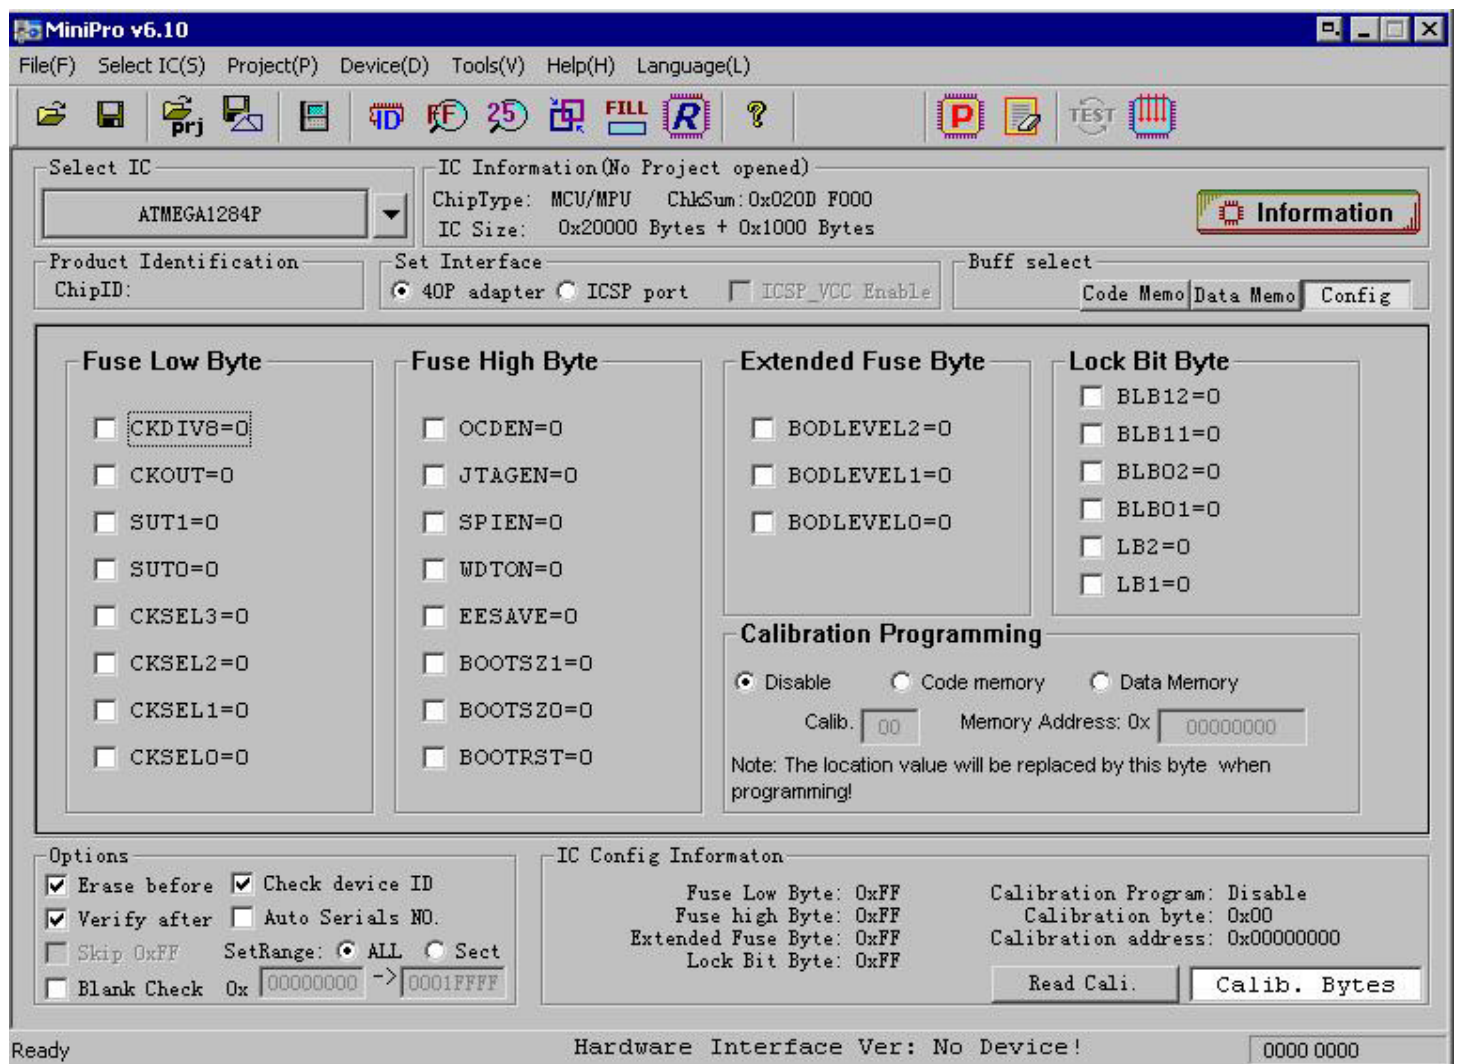 MiniPro v6.10
File(F) Select IC(S) Project(P) Device(D) Tools(V) Help(H) Language(L)
prj ID FF 25 FILL R ? P TEST
Select IC
ATMEGA1284P
IC Information(No Project opened)
ChipType: MCU/MPU ChkSum:0x020D F000
IC Size: 0x20000 Bytes + 0x1000 Bytes
Information
Product Identification
ChipID:
Set Interface
40P adapter ICSP port ICSP_VCC Enable
Buff select
Code Memo Data Memo Config
Fuse Low Byte
CKDIV8=0
CKOUT=0
SUT1=0
SUT0=0
CKSEL3=0
CKSEL2=0
CKSEL1=0
CKSEL0=0
Fuse High Byte
OCDEN=0
JTAGEN=0
SPIEN=0
WDTON=0
EESAVE=0
BOOTSZ1=0
BOOTSZ0=0
BOOTRST=0
Extended Fuse Byte
BODLEVEL2=0
BODLEVEL1=0
BODLEVEL0=0
Lock Bit Byte
BLB12=0
BLB11=0
BLB02=0
BLB01=0
LB2=0
LB1=0
Calibration Programming
Disable Code memory Data Memory
Calib. 00 Memory Address: 0x 00000000
Note: The location value will be replaced by this byte when
programming!
Options
Erase before Check device ID
Verify after Auto Serials NO.
Skip 0xFF SetRange: ALL Sect
Blank Check 0x 00000000 -> 0001FFFF
IC Config Informaton
Fuse Low Byte: 0xFF
Fuse high Byte: 0xFF
Extended Fuse Byte: 0xFF
Lock Bit Byte: 0xFF
Calibration Program: Disable
Calibration byte: 0x00
Calibration address: 0x00000000
Read Cali. Calib. Bytes
Ready Hardware Interface Ver: No Device! 0000 0000